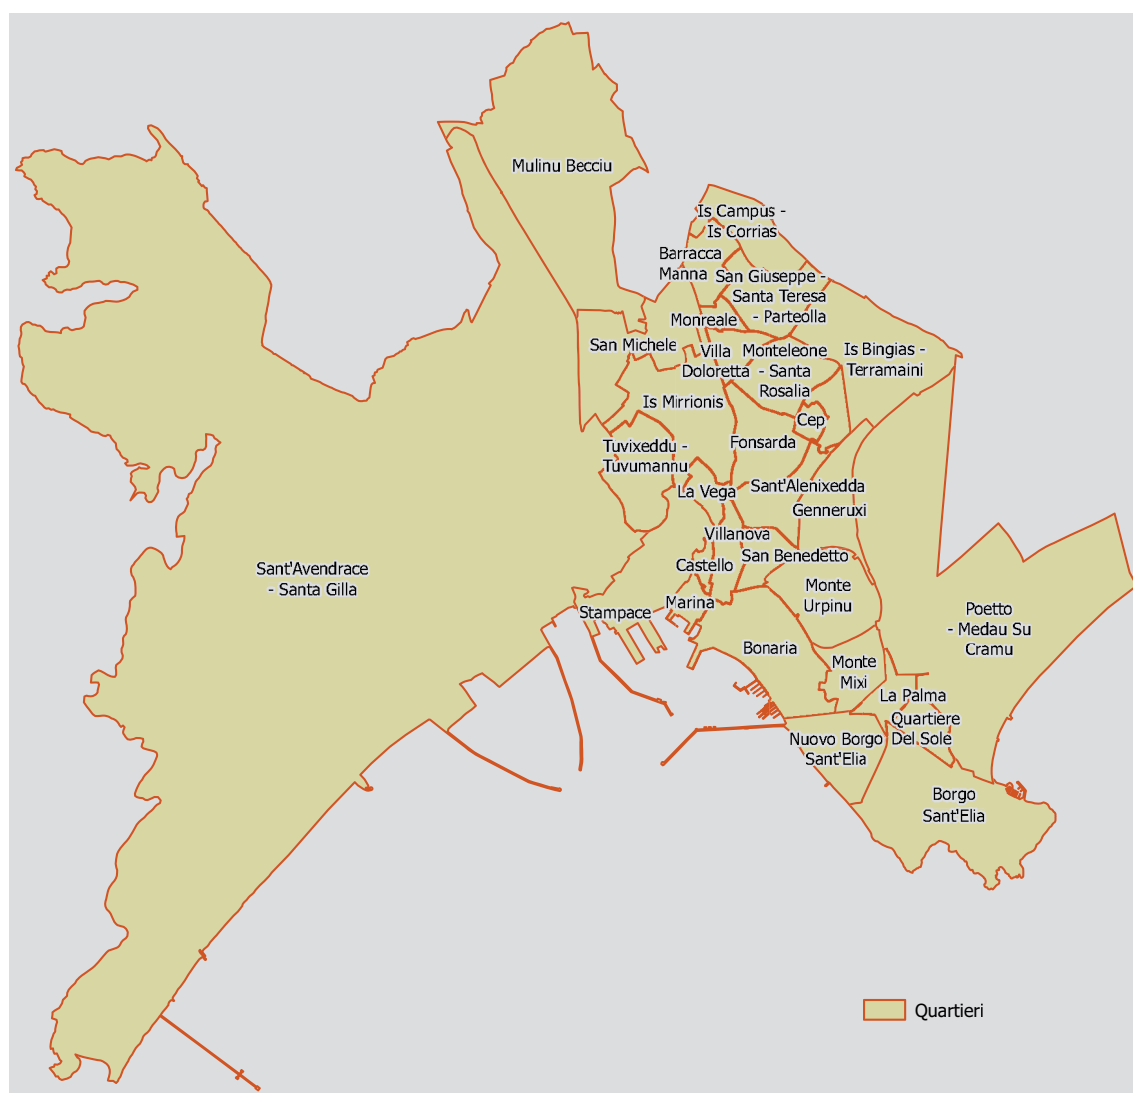 Mulinu Becciu
Is Campus -
Is Corrias
Barracca
Manna
San Giuseppe -
Santa Teresa
- Parteolla
Monreale
San Michele
Villa
Doloretta
Monteleone
- Santa
Rosalia
Is Bingias -
Terramaini
Is Mirrionis
Cep
Fonsarda
Tuvixeddu -
Tuvumannu
La Vega
Sant'Alenixedda
Genneruxi
Villanova
San Benedetto
Castello
Sant'Avendrace
- Santa Gilla
Monte
Urpinu
Marina
Stampace
Poetto
- Medau Su
Cramu
Bonaria
Monte
Mixi
La Palma
Quartiere
Del Sole
Nuovo Borgo
Sant'Elia
Borgo
Sant'Elia
Quartieri